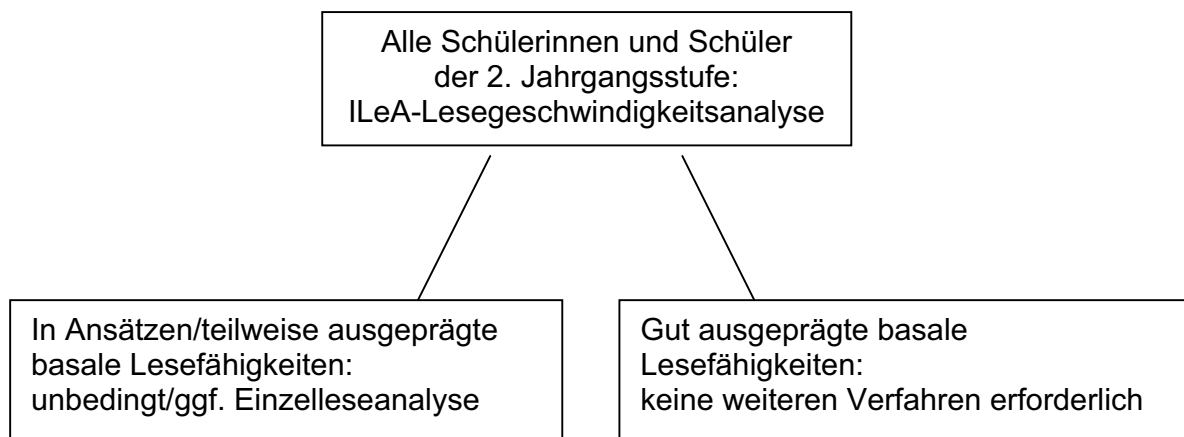 Alle Schülerinnen und Schüler
der 2. Jahrgangsstufe:
ILeA-Lesegeschwindigkeitsanalyse
In Ansätzen/teilweise ausgeprägte
basale Lesefähigkeiten:
unbedingt/ggf. Einzelleseanalyse
Gut ausgeprägte basale
Lesefähigkeiten:
keine weiteren Verfahren erforderlich